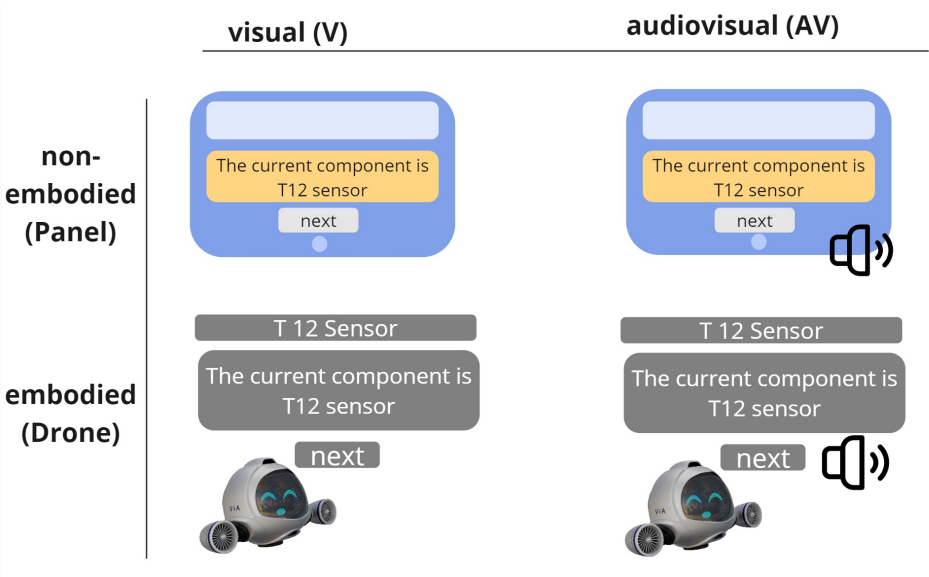 visual (V)
audiovisual (AV)
non-
embodied
(Panel)
The current component is
T12 sensor
next
The current component is
T12 sensor
next
embodied
(Drone)
T 12 Sensor
The current component is
T12 sensor
next
VIA
T 12 Sensor
The current component is
T12 sensor
next
VIA